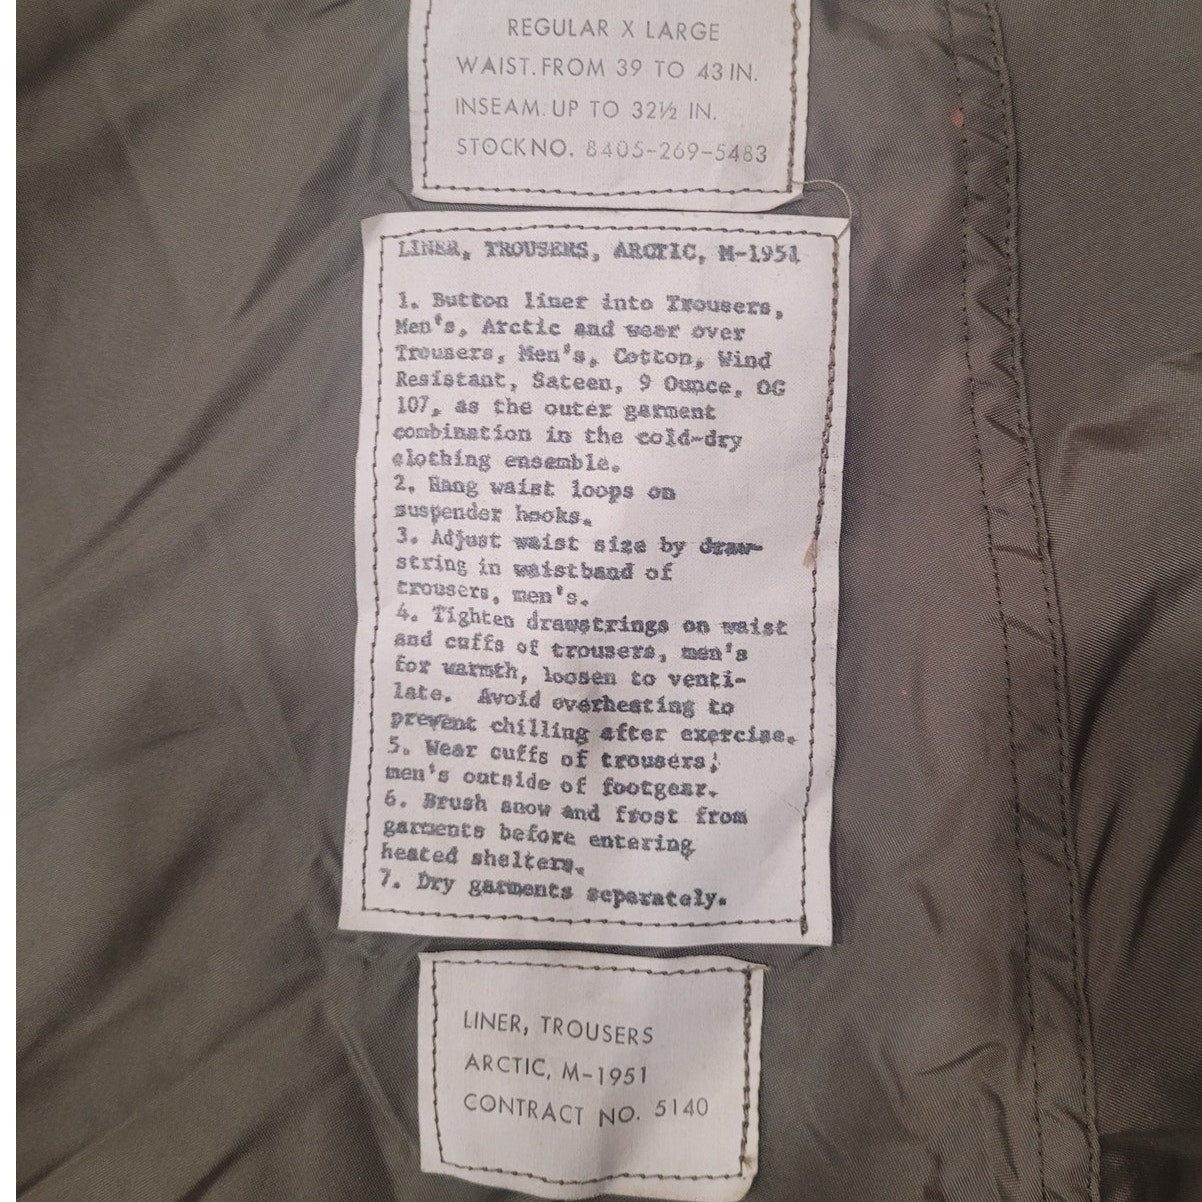 REGULAR X LARGE
WAIST. FROM 39 TO 43 IN.
INSEAM. UP TO 32½ IN.
STOCK NO. 8405-269-5483
LINER, TROUSERS, ARCTIC, M-1951
1. Button liner into Trousers,
Men's, Arctic and wear over
Trousers, Men's, Cotton, Wind
Resistant, Sateen, 9 Ounce, OG
107, as the outer garment
combination in the cold-dry
clothing ensemble.
2. Hang waist loops on
suspender hooks.
3. Adjust waist size by draw-
string in waistband of
trousers, men's.
4. Tighten drawstrings on waist
and cuffs of trousers, men's
for warmth, loosen to venti-
late. Avoid overheating to
prevent chilling after exercise.
5. Wear cuffs of trousers,
men's outside of footgear.
6. Brush snow and frost from
garments before entering
heated shelters.
7. Dry garments separately.
LINER, TROUSERS
ARCTIC, M-1951
CONTRACT NO. 5140